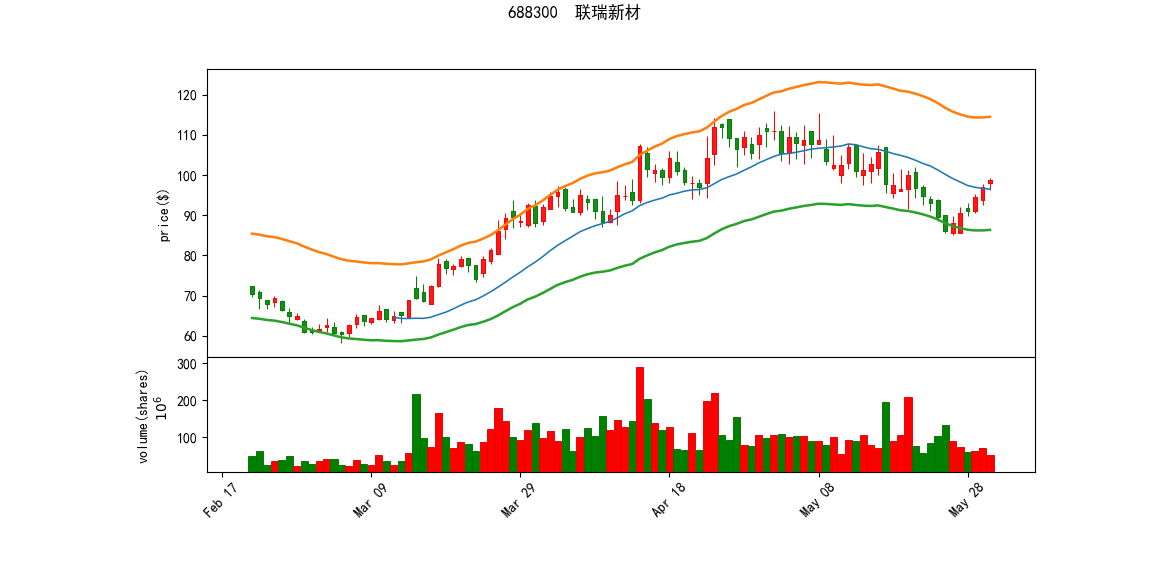 688300 联瑞新材
price($)
120
110
100
90
80
70
60
volume(shares)
10^6
300
200
100
Feb 17
Mar 09
Mar 29
Apr 18
May 08
May 28